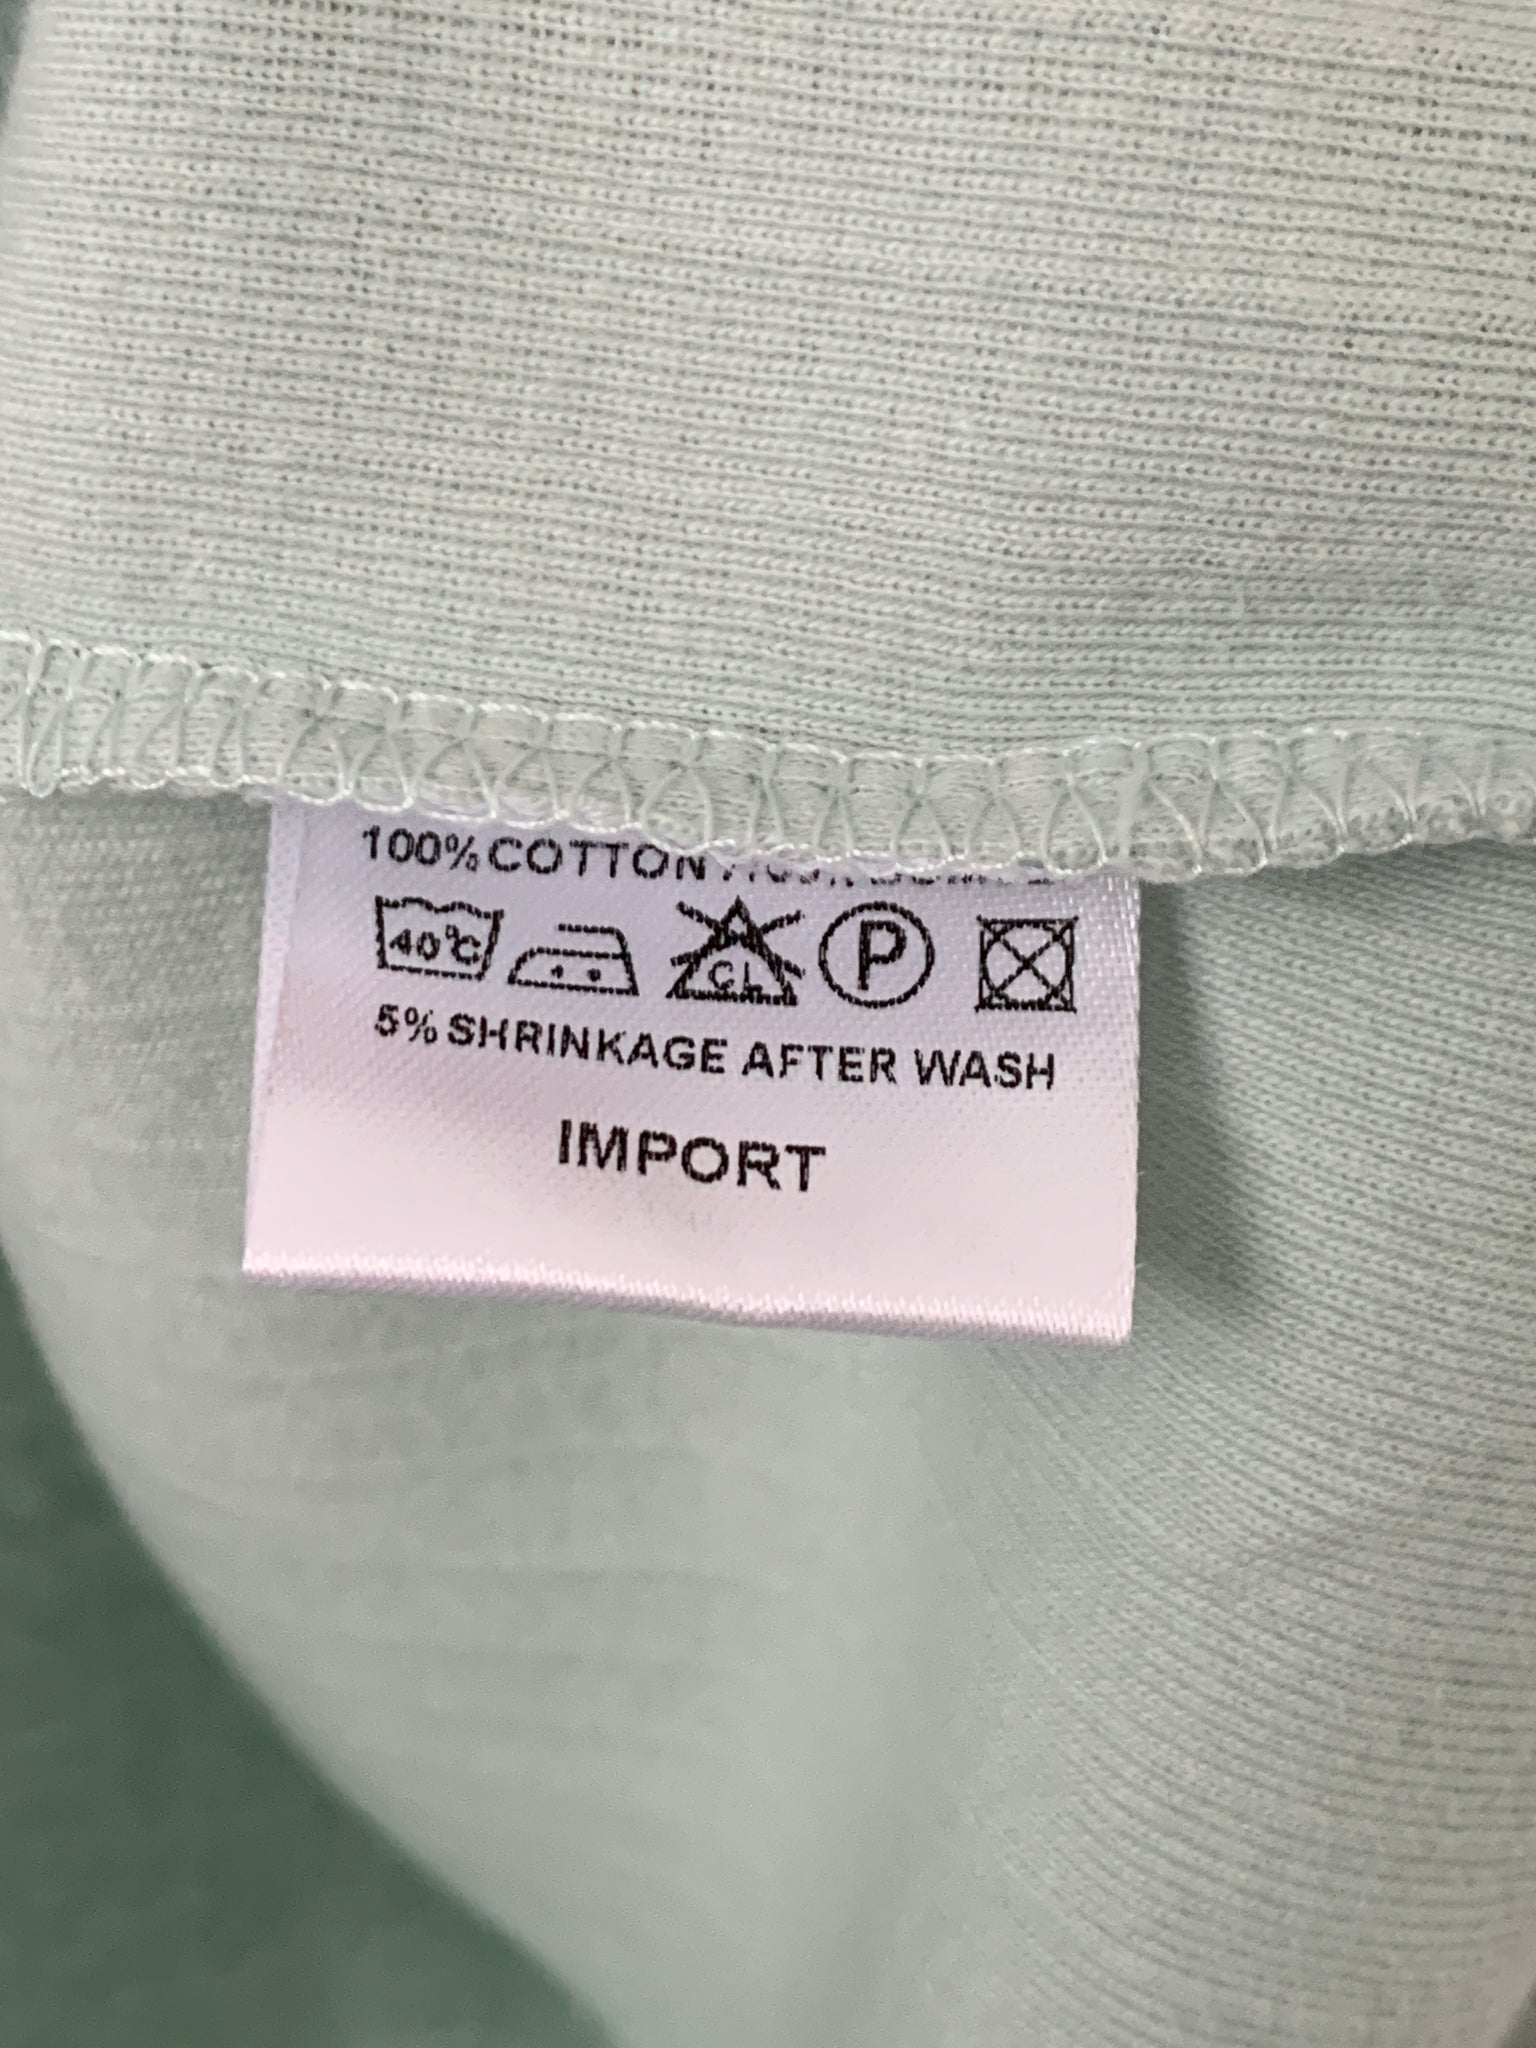 100% COTTON
40°C CL P
5% SHRINKAGE AFTER WASH
IMPORT